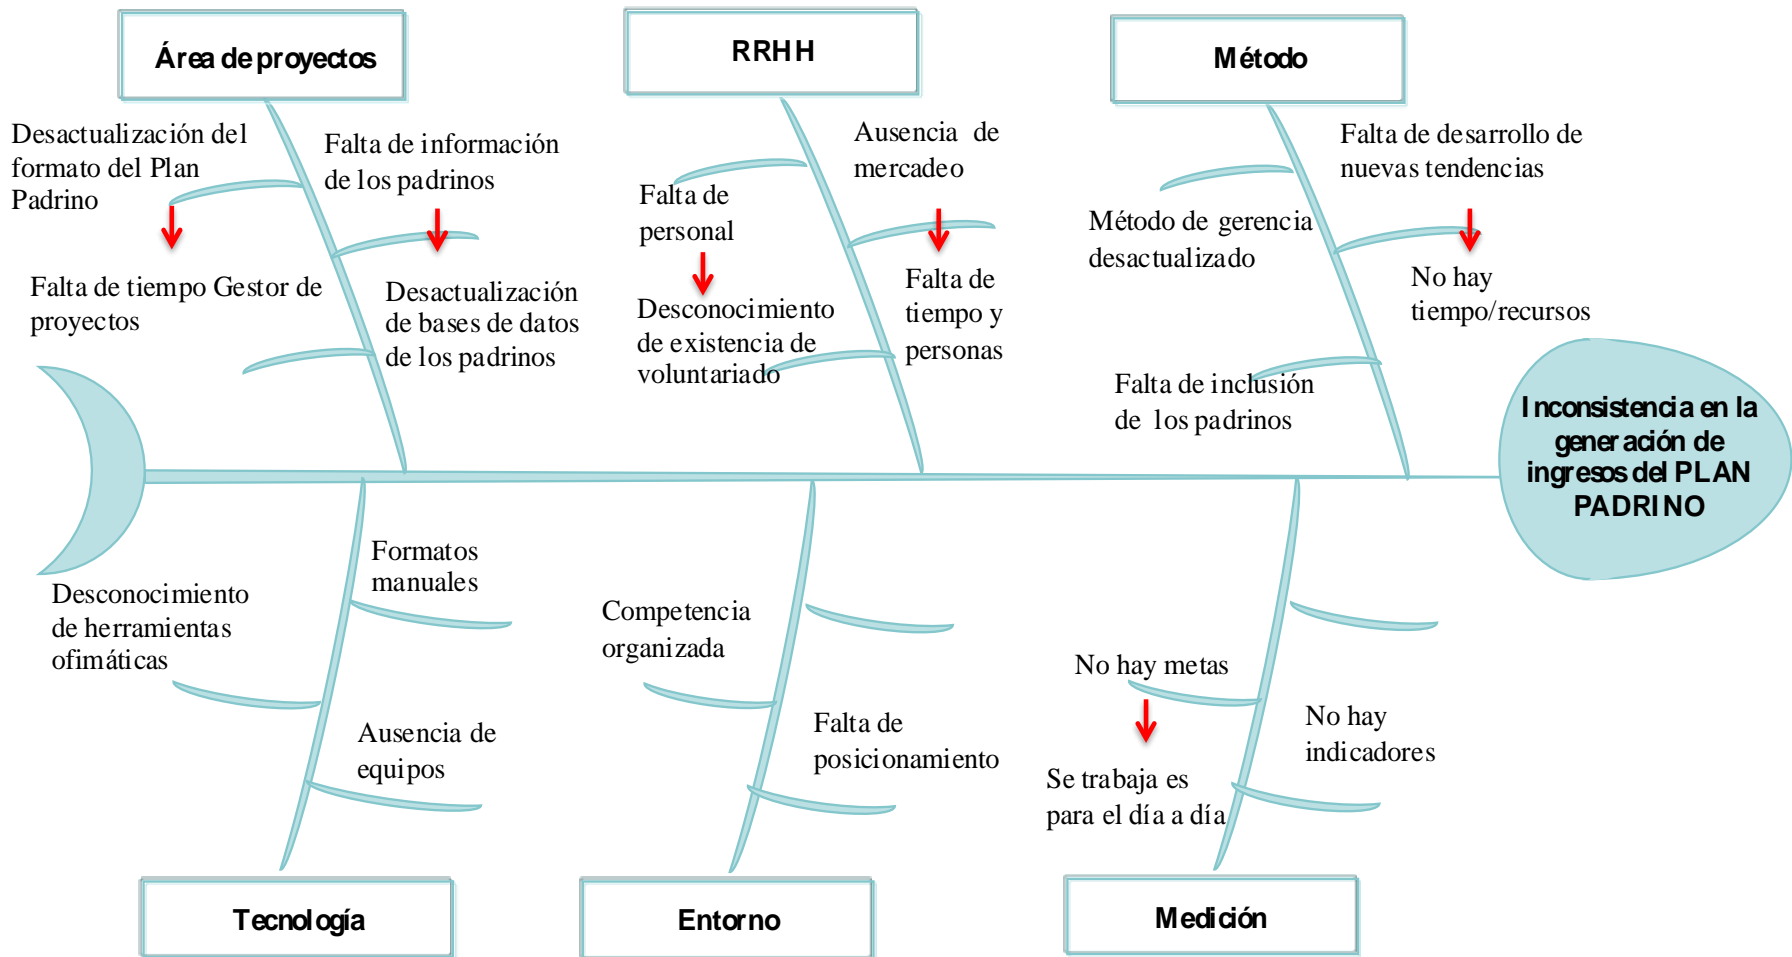 Área de proyectos
RRHH
Método
Desactualización del
formato del Plan
Padrino
Falta de tiempo Gestor de
proyectos
Falta de información
de los padrinos
Desactualización
de bases de datos
de los padrinos
Falta de
personal
Desconocimiento
de existencia de
voluntariado
Ausencia de
mercadeo
Falta de
tiempo y
personas
Método de gerencia
desactualizado
Falta de desarrollo de
nuevas tendencias
No hay
tiempo/recursos
Falta de inclusión
de los padrinos
Inconsistencia en la
generación de
ingresos del PLAN
PADRINO
Desconocimiento
de herramientas
ofimáticas
Formatos
manuales
Ausencia de
equipos
Competencia
organizada
Falta de
posicionamiento
No hay metas
Se trabaja es
para el día a día
No hay
indicadores
Tecnología
Entorno
Medición